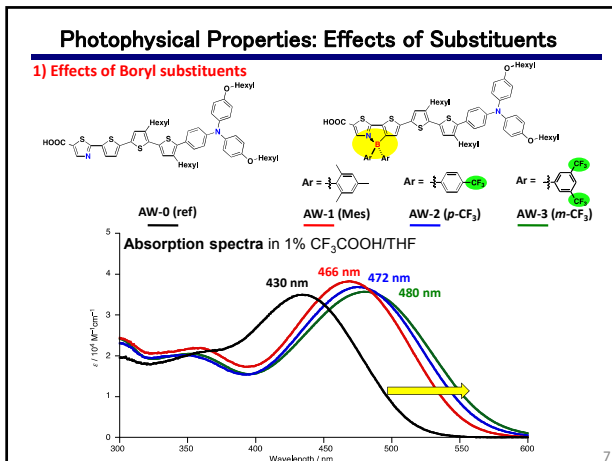 Photophysical Properties: Effects of Substituents
1) Effects of Boryl substituents
HOOC
N
Hexyl
Hexyl
N
O-Hexyl
O
Hexyl
HOOC
N
B
Ar Ar
Hexyl
Hexyl
N
O-Hexyl
O
Hexyl
Ar =
Ar =
CF₃
Ar =
CF₃
CF₃
AW-0 (ref)
AW-1 (Mes)
AW-2 (p-CF₃)
AW-3 (m-CF₃)
Absorption spectra in 1% CF₃COOH/THF
430 nm
466 nm
472 nm
480 nm
ε / 10⁴ M⁻¹cm⁻¹
5
4
3
2
1
0
300 350 400 450 500 550 600
Wavelength / nm
7